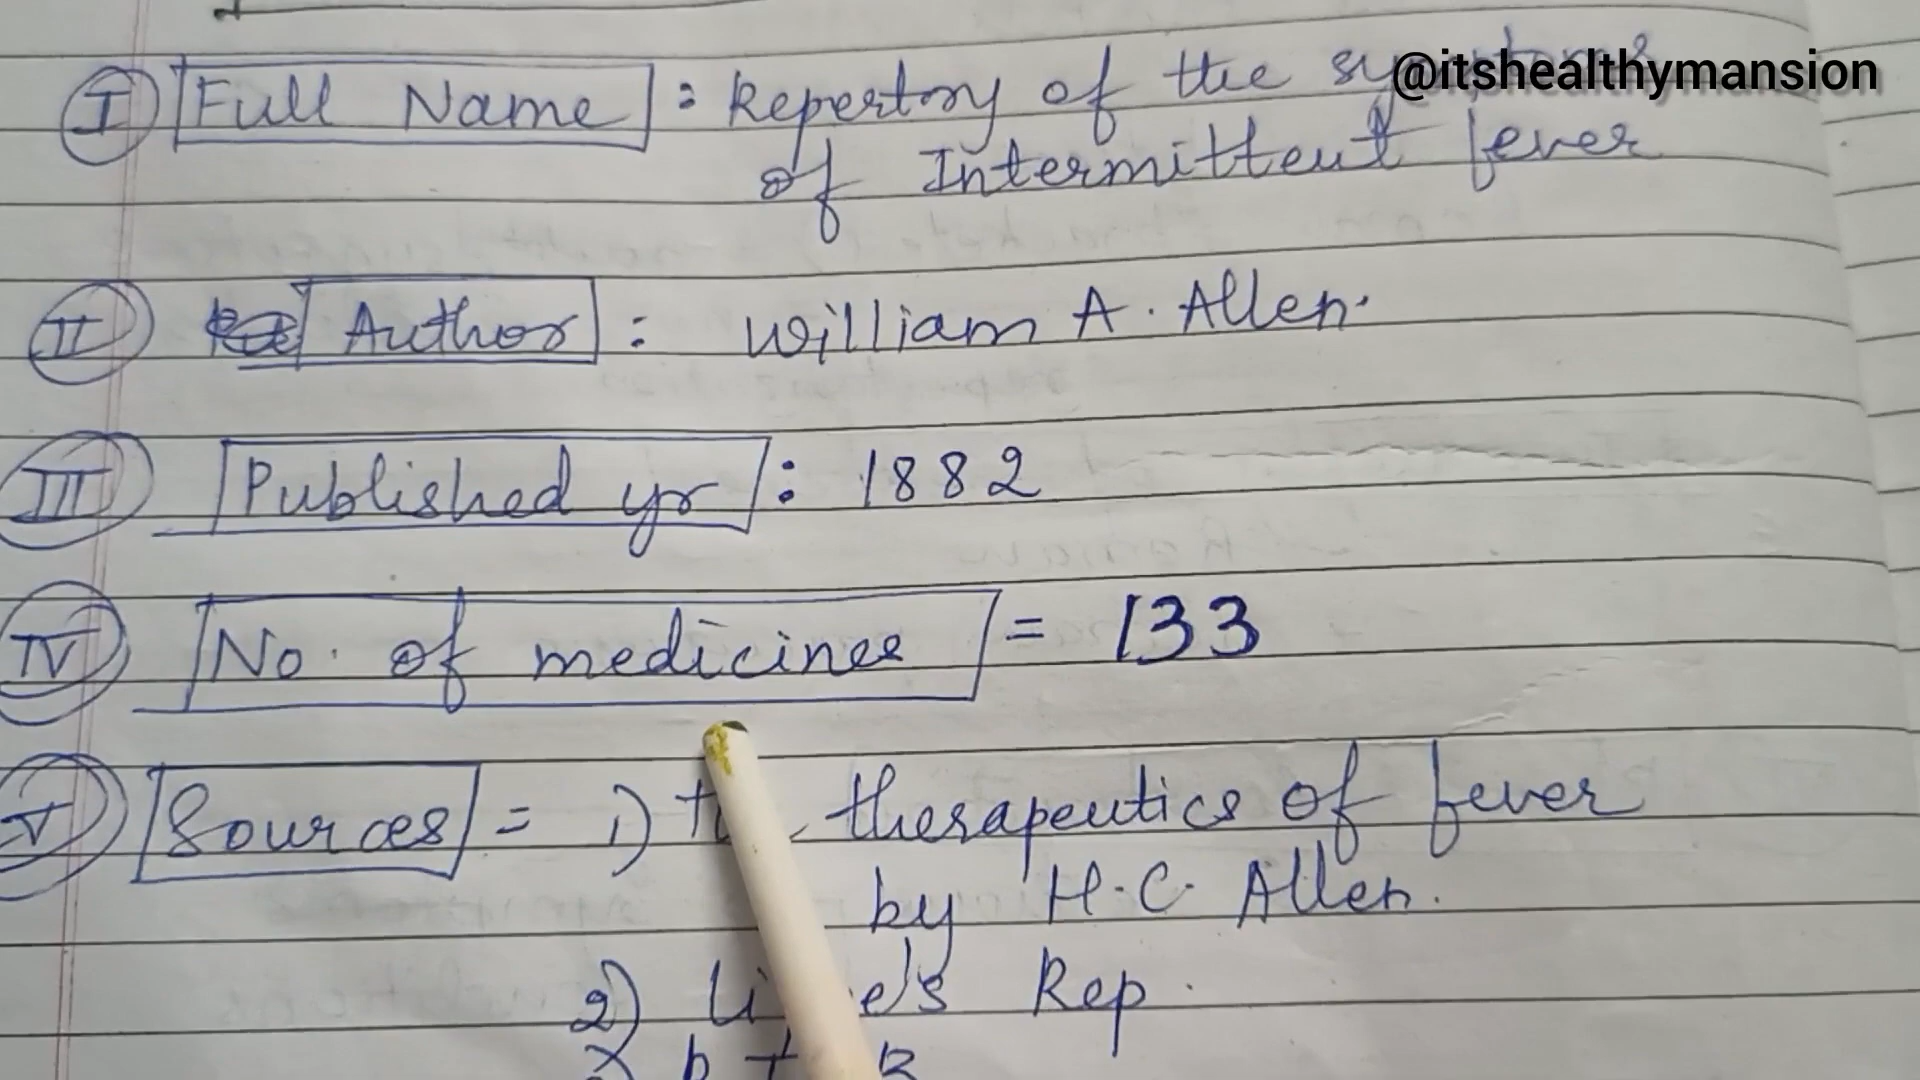 @itshealthymansion
I Full Name : Repertory of the
of Intermittent fever
II Author : William A. Allen.
III Published yr : 1882
IV No. of medicines = 133
V Sources = 1) therapeutics of fever
by H.C. Allen.
2) Rep.